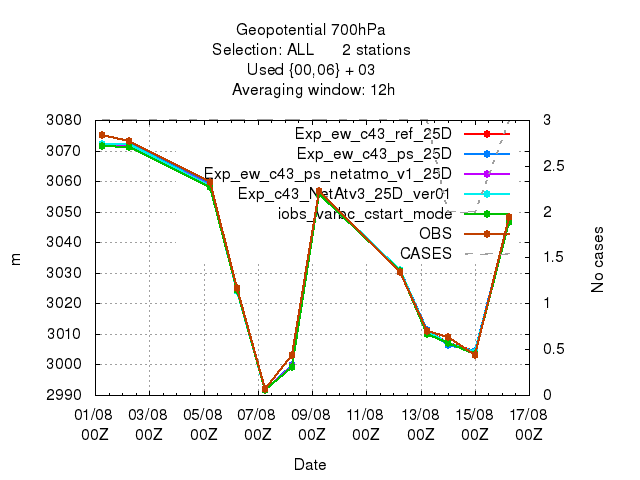 Geopotential 700hPa
Selection: ALL 2 stations
Used {00,06} + 03
Averaging window: 12h
3080
3070
3060
3050
3040
3030
3020
3010
3000
2990
m
3
2.5
2
1.5
1
0.5
0
No cases
Exp_ew_c43_ref_25D
Exp_ew_c43_ps_25D
Exp_ew_c43_ps_netatmo_v1_25D
Exp_c43_NetAtv3_25D_ver01
iobs_varbc_cstart_mode
OBS
CASES
01/08 03/08 05/08 07/08 09/08 11/08 13/08 15/08 17/08
00Z 00Z 00Z 00Z 00Z 00Z 00Z 00Z 00Z
Date